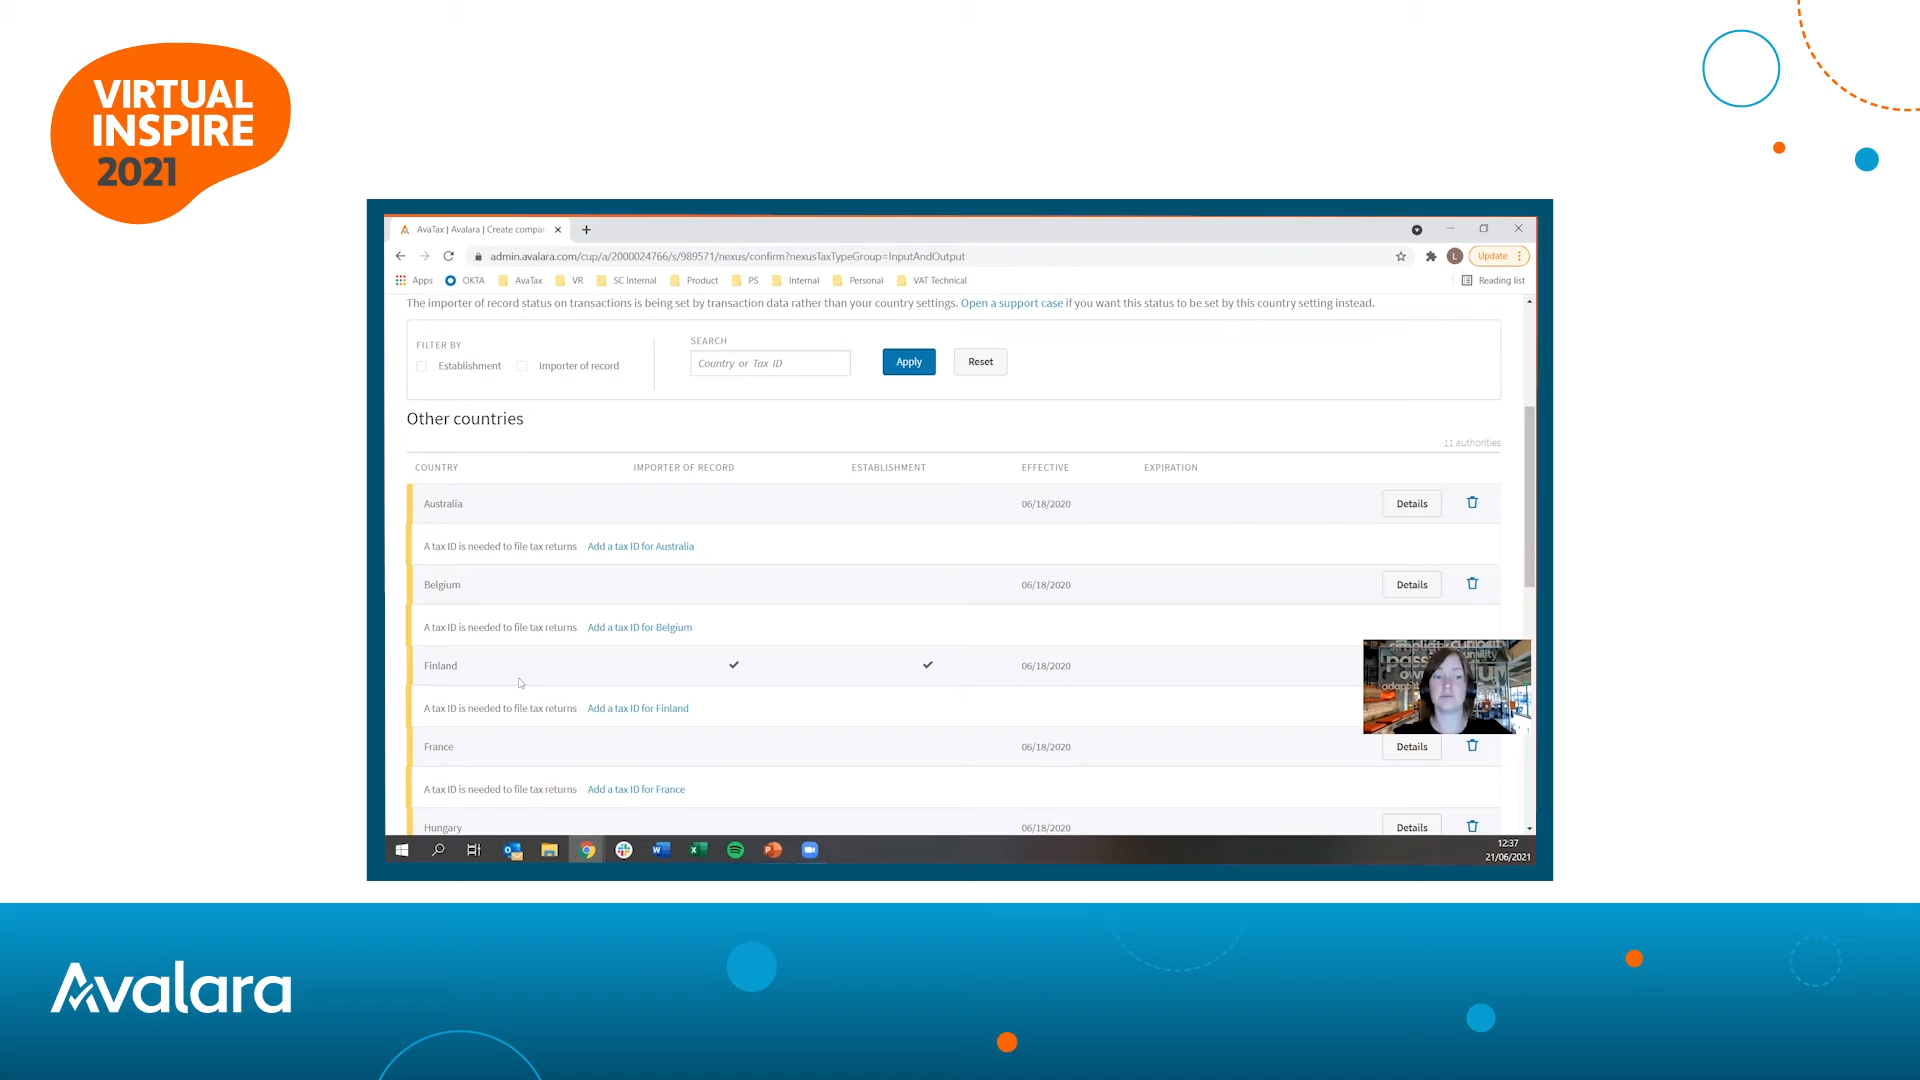 VIRTUAL
INSPIRE
2021
AvaTax | Avalara | Create compan
admin.avalara.com/cup/a/2000024766/s/989571/nexus/confirm?nexusTaxTypeGroup=InputAndOutput
L
Update
Apps OKTA AvaTax VR SC Internal Product PS Internal Personal VAT Technical Reading list
The importer of record status on transactions is being set by transaction data rather than your country settings. Open a support case if you want this status to be set by this country setting instead.
FILTER BY
Establishment Importer of record
SEARCH
Country or Tax ID
Apply Reset
Other countries
11 authorities
COUNTRY IMPORTER OF RECORD ESTABLISHMENT EFFECTIVE EXPIRATION
Australia 06/18/2020 Details
A tax ID is needed to file tax returns Add a tax ID for Australia
Belgium 06/18/2020 Details
A tax ID is needed to file tax returns Add a tax ID for Belgium
Finland 06/18/2020
A tax ID is needed to file tax returns Add a tax ID for Finland
France 06/18/2020 Details
A tax ID is needed to file tax returns Add a tax ID for France
Hungary 06/18/2020 Details
12:37
21/06/2021
Avalara